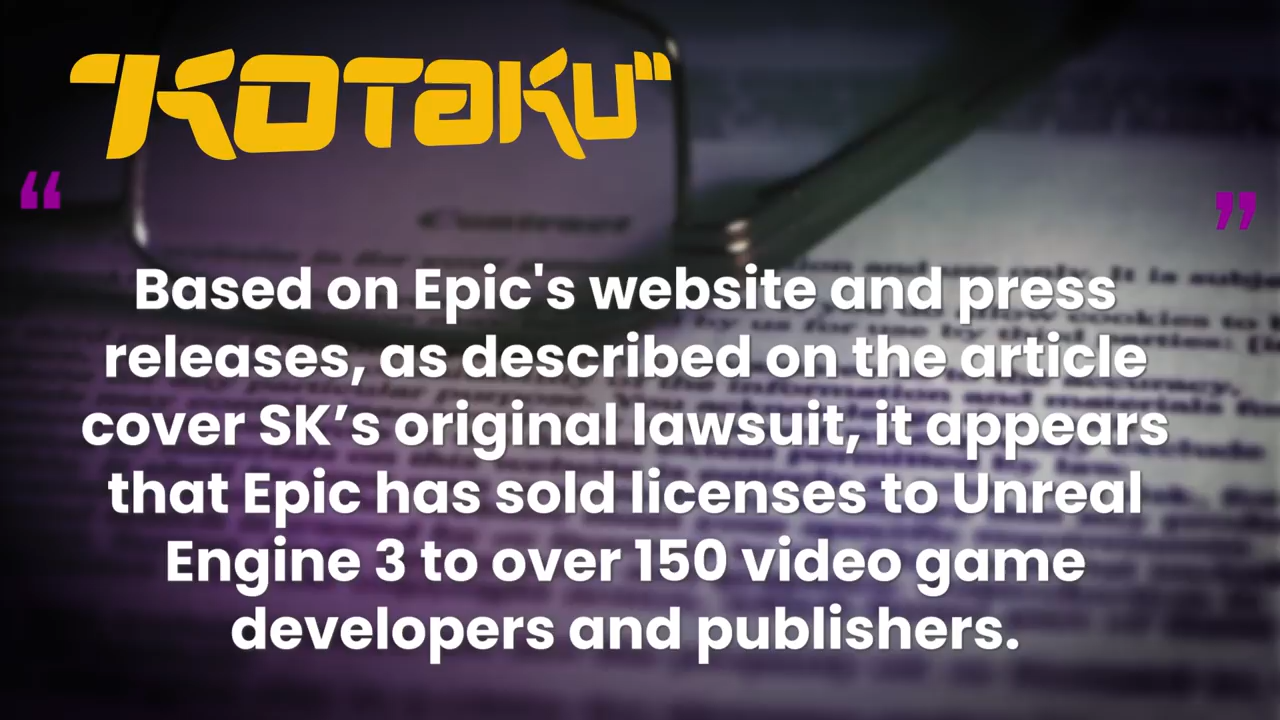 KOTAKU
“ ”
Based on Epic's website and press
releases, as described on the article
cover SK’s original lawsuit, it appears
that Epic has sold licenses to Unreal
Engine 3 to over 150 video game
developers and publishers.